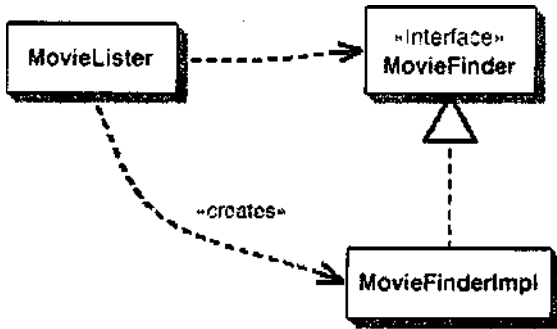 MovieLister
«Interface»
MovieFinder
«creates»
MovieFinderImpl